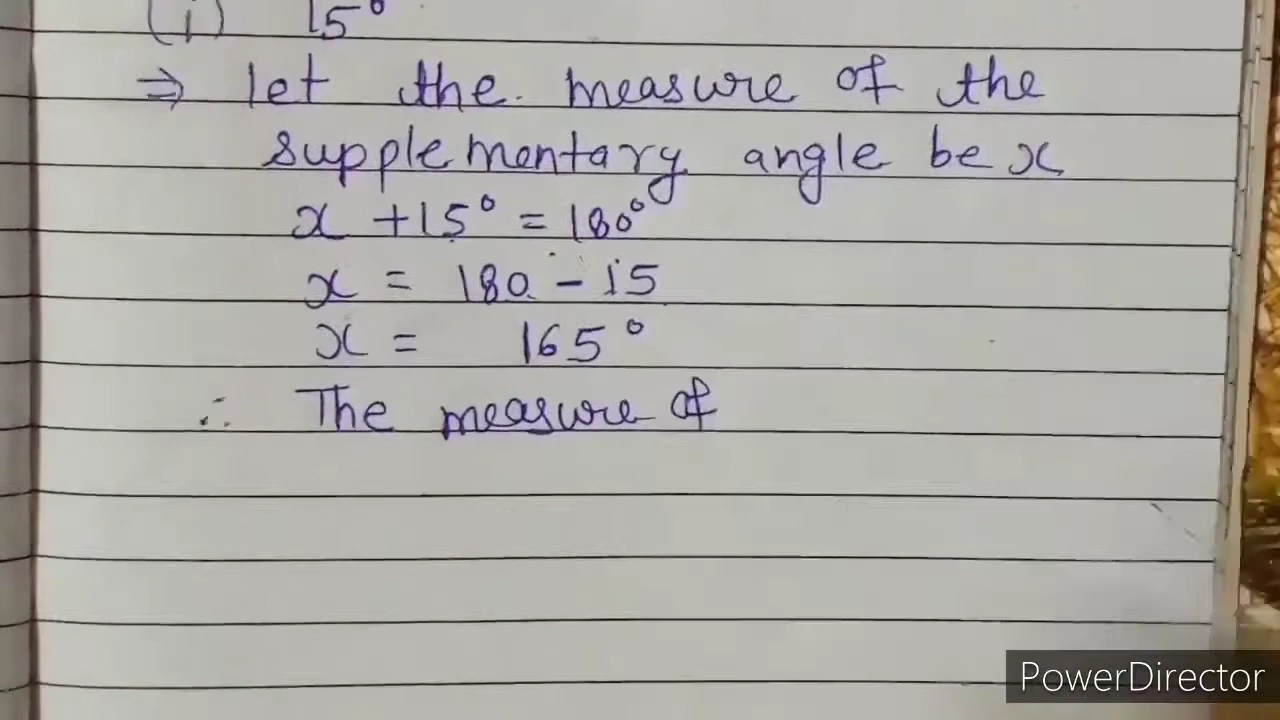 (i) 15°
⇒ let the measure of the
supplementary angle be x
x + 15° = 180°
x = 180 - 15
x = 165°
∴ The measure of
PowerDirector